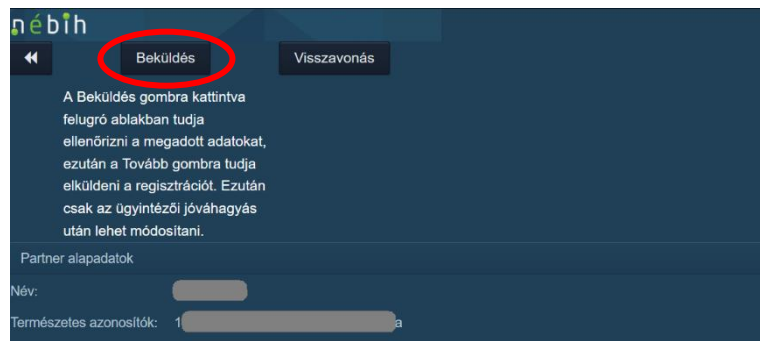 nébih
Beküldés Visszavonás
A Beküldés gombra kattintva
felugró ablakban tudja
ellenőrizni a megadott adatokat,
ezután a Tovább gombra tudja
elküldeni a regisztrációt. Ezután
csak az ügyintézői jóváhagyás
után lehet módosítani.
Partner alapadatok
Név:
Természetes azonosítók: 1 a